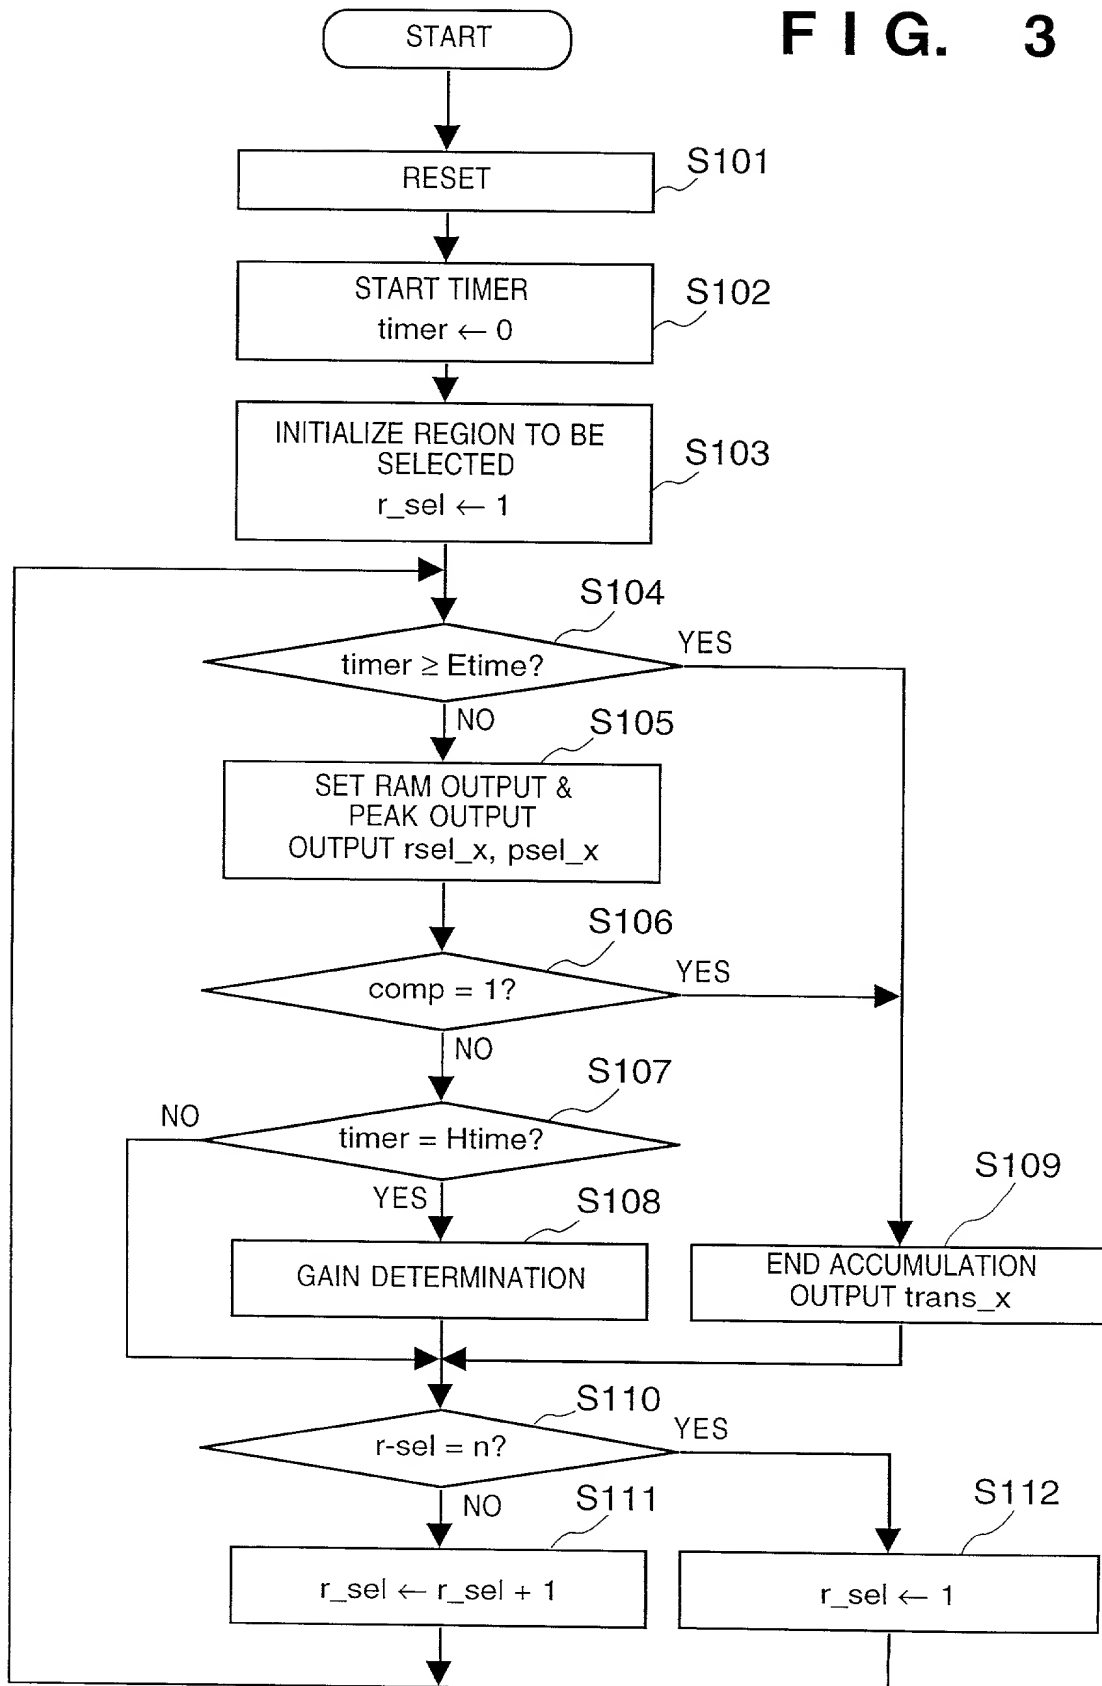 FIG. 3
START
RESET
S101
START TIMER
timer ← 0
S102
INITIALIZE REGION TO BE
SELECTED
r_sel ← 1
S103
S104
timer ≥ Etime?
YES
NO
S105
SET RAM OUTPUT &
PEAK OUTPUT
OUTPUT rsel_x, psel_x
S106
comp = 1?
YES
NO
S107
NO
timer = Htime?
YES
S108
GAIN DETERMINATION
S109
END ACCUMULATION
OUTPUT trans_x
S110
r-sel = n?
YES
NO
S111
r_sel ← r_sel + 1
S112
r_sel ← 1